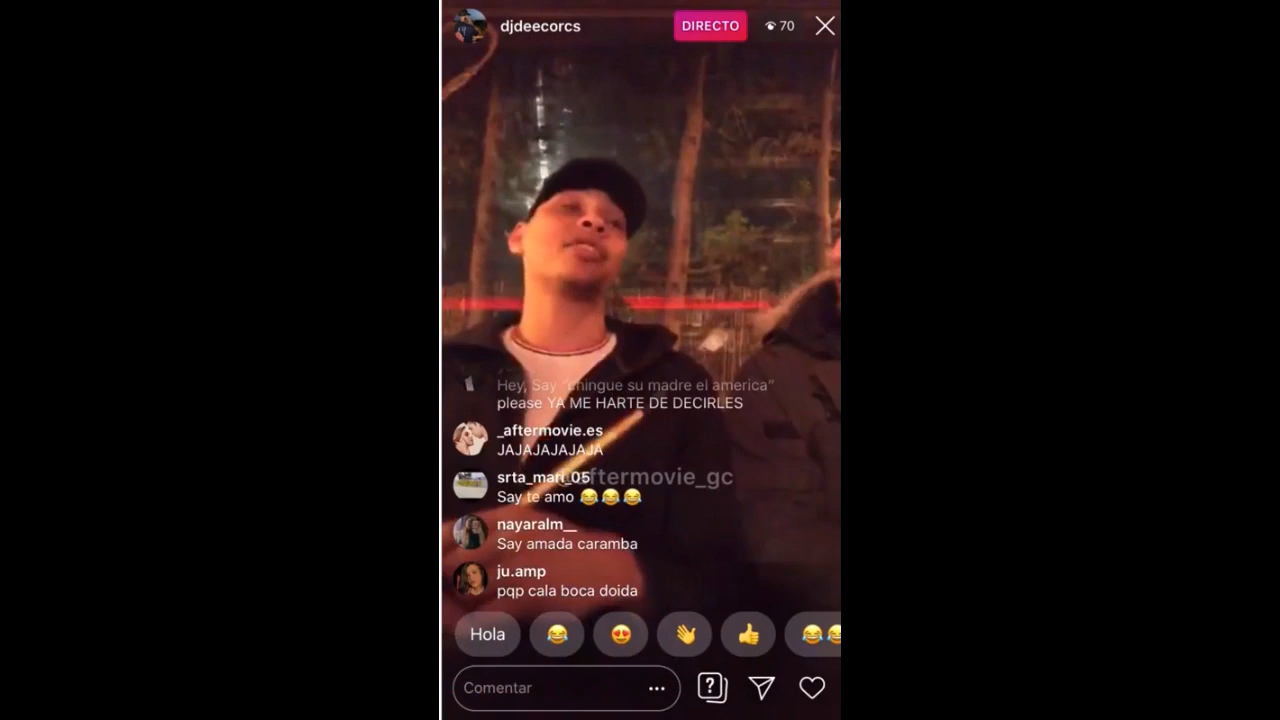 djdeecorcs
DIRECTO
70
Hey, Say "chingue su madre el america"
please YA ME HARTE DE DECIRLES
_aftermovie.es
JAJAJAJAJAJA
srta_mari_05
ftermovie_gc
Say te amo 😂😂😂
nayaralm__
Say amada caramba
ju.amp
pqp cala boca doida
Hola
Comentar